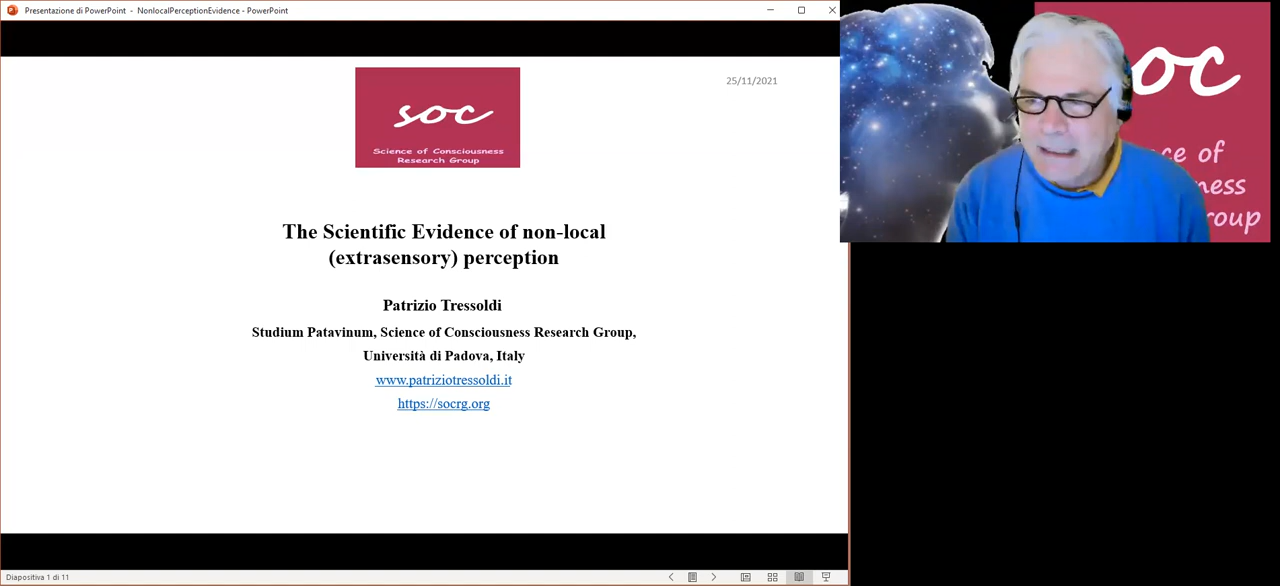 Presentazione di PowerPoint - NonlocalPerceptionEvidence - PowerPoint
25/11/2021
soc
Science of Consciousness
Research Group
The Scientific Evidence of non-local
(extrasensory) perception
Patrizio Tressoldi
Studium Patavinum, Science of Consciousness Research Group,
Università di Padova, Italy
www.patriziotressoldi.it
https://socrg.org
oc
ce of
ness
roup
Diapositiva 1 di 11